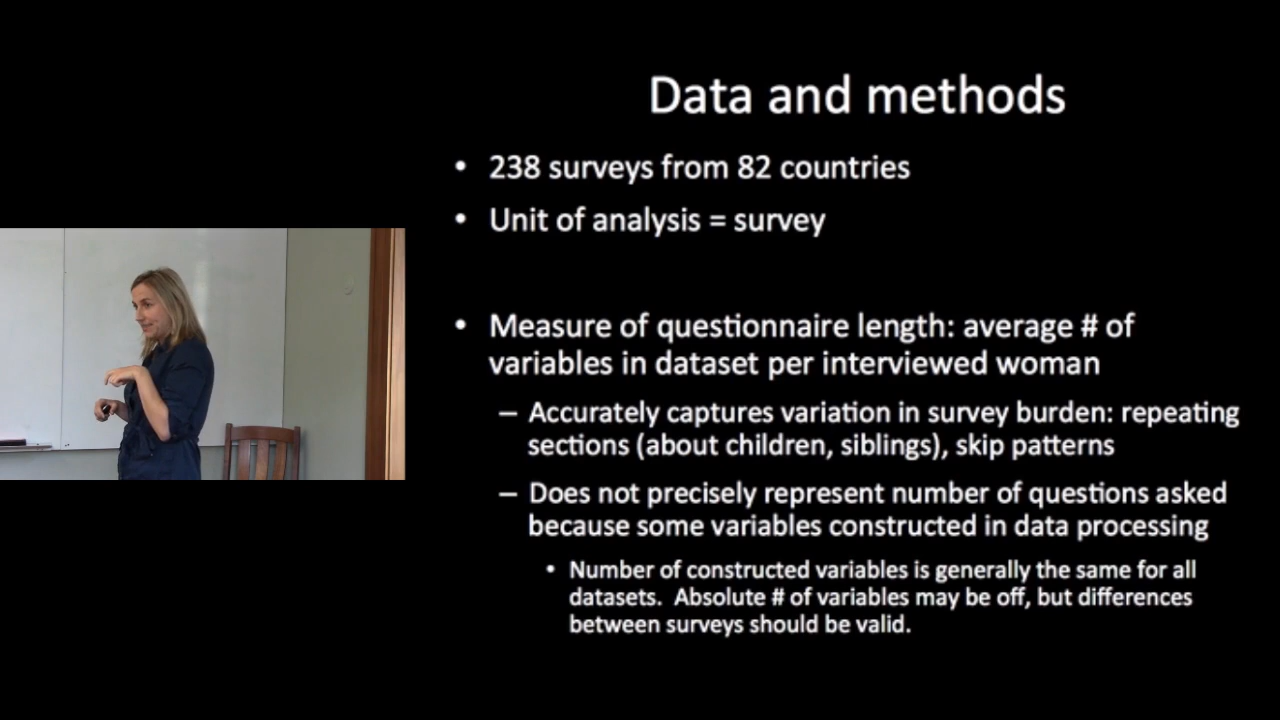 Data and methods
• 238 surveys from 82 countries
• Unit of analysis = survey
• Measure of questionnaire length: average # of
variables in dataset per interviewed woman
– Accurately captures variation in survey burden: repeating
sections (about children, siblings), skip patterns
– Does not precisely represent number of questions asked
because some variables constructed in data processing
• Number of constructed variables is generally the same for all
datasets. Absolute # of variables may be off, but differences
between surveys should be valid.